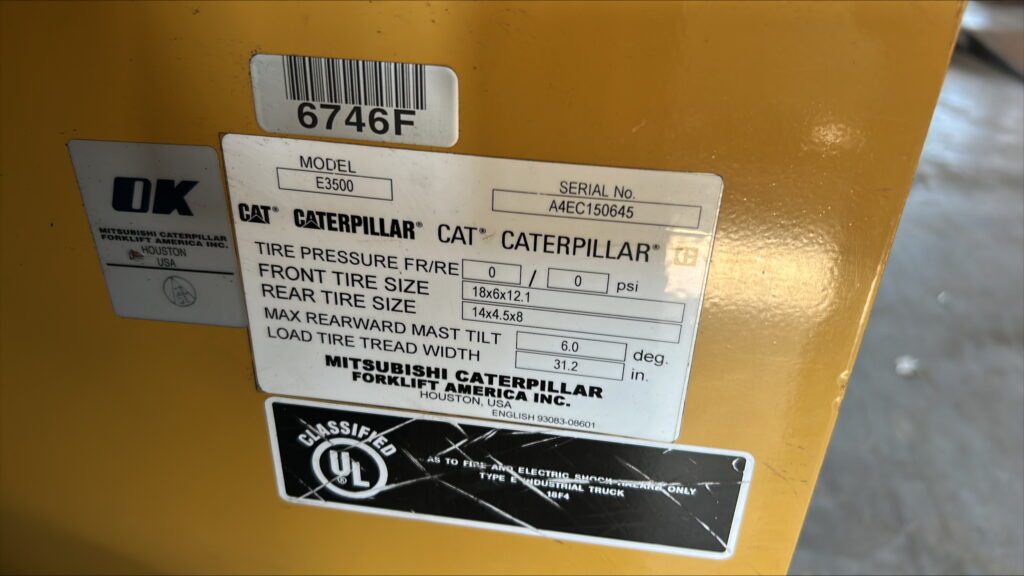 6746F
OK
MITSUBISHI CATERPILLAR
FORKLIFT AMERICA INC.
HOUSTON
USA
MODEL
E3500
SERIAL No.
A4EC150645
CAT® CATERPILLAR® CAT® CATERPILLAR®
TIRE PRESSURE FR/RE 0 / 0 psi
FRONT TIRE SIZE 18x6x12.1
REAR TIRE SIZE 14x4.5x8
MAX REARWARD MAST TILT 6.0 deg.
LOAD TIRE TREAD WIDTH 31.2 in.
MITSUBISHI CATERPILLAR
FORKLIFT AMERICA INC.
HOUSTON, USA
ENGLISH 93083-08601
CLASSIFIED
UL®
AS TO FIRE AND ELECTRIC SHOCK HAZARD ONLY
TYPE E INDUSTRIAL TRUCK
18F4